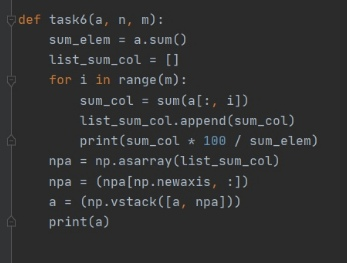 def task6(a, n, m):
    sum_elem = a.sum()
    list_sum_col = []
    for i in range(m):
        sum_col = sum(a[:, i])
        list_sum_col.append(sum_col)
        print(sum_col * 100 / sum_elem)
    npa = np.asarray(list_sum_col)
    npa = (npa[np.newaxis, :])
    a = (np.vstack([a, npa]))
    print(a)